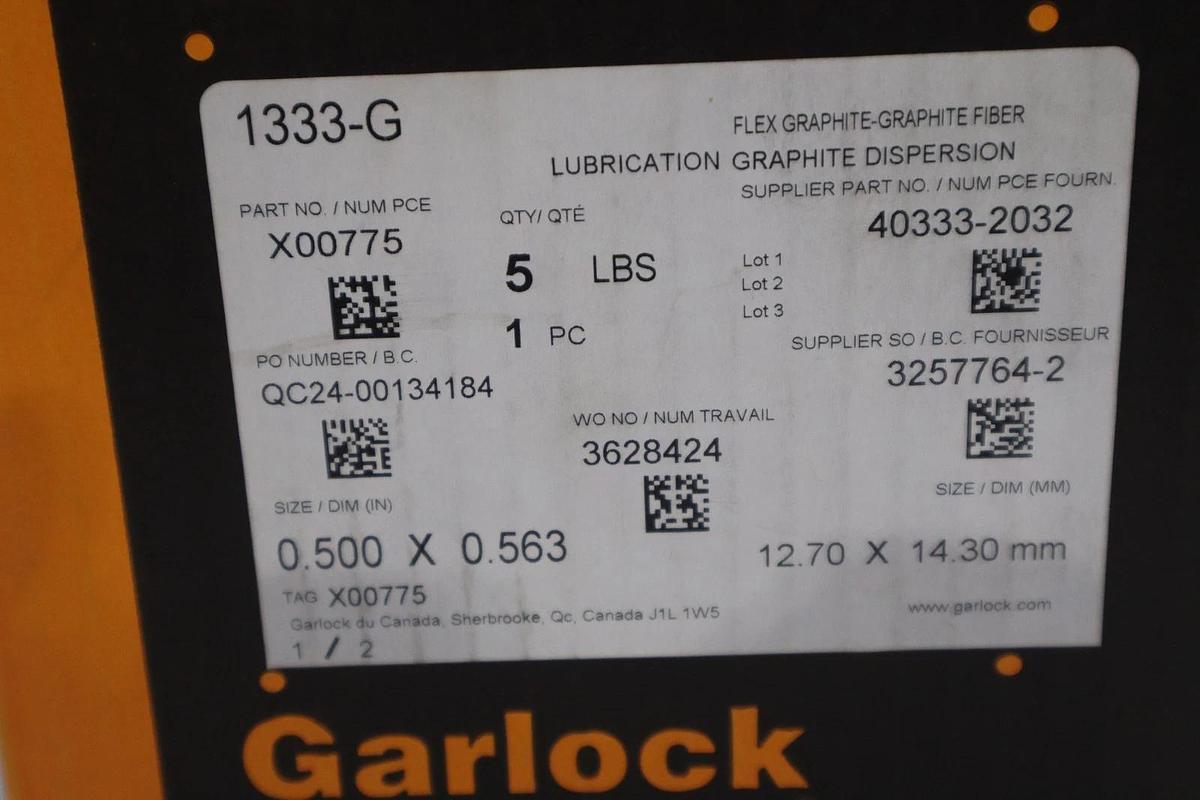 1333-G
FLEX GRAPHITE-GRAPHITE FIBER
LUBRICATION GRAPHITE DISPERSION
PART NO. / NUM PCE
X00775
QTY/ QTÉ
5 LBS
1 PC
SUPPLIER PART NO. / NUM PCE FOURN.
40333-2032
Lot 1
Lot 2
Lot 3
PO NUMBER / B.C.
QC24-00134184
SUPPLIER SO / B.C. FOURNISSEUR
3257764-2
WO NO / NUM TRAVAIL
3628424
SIZE / DIM (IN)
0.500 X 0.563
SIZE / DIM (MM)
12.70 X 14.30 mm
TAG X00775
Garlock du Canada, Sherbrooke, Qc, Canada J1L 1W5
www.garlock.com
1 / 2
Garlock